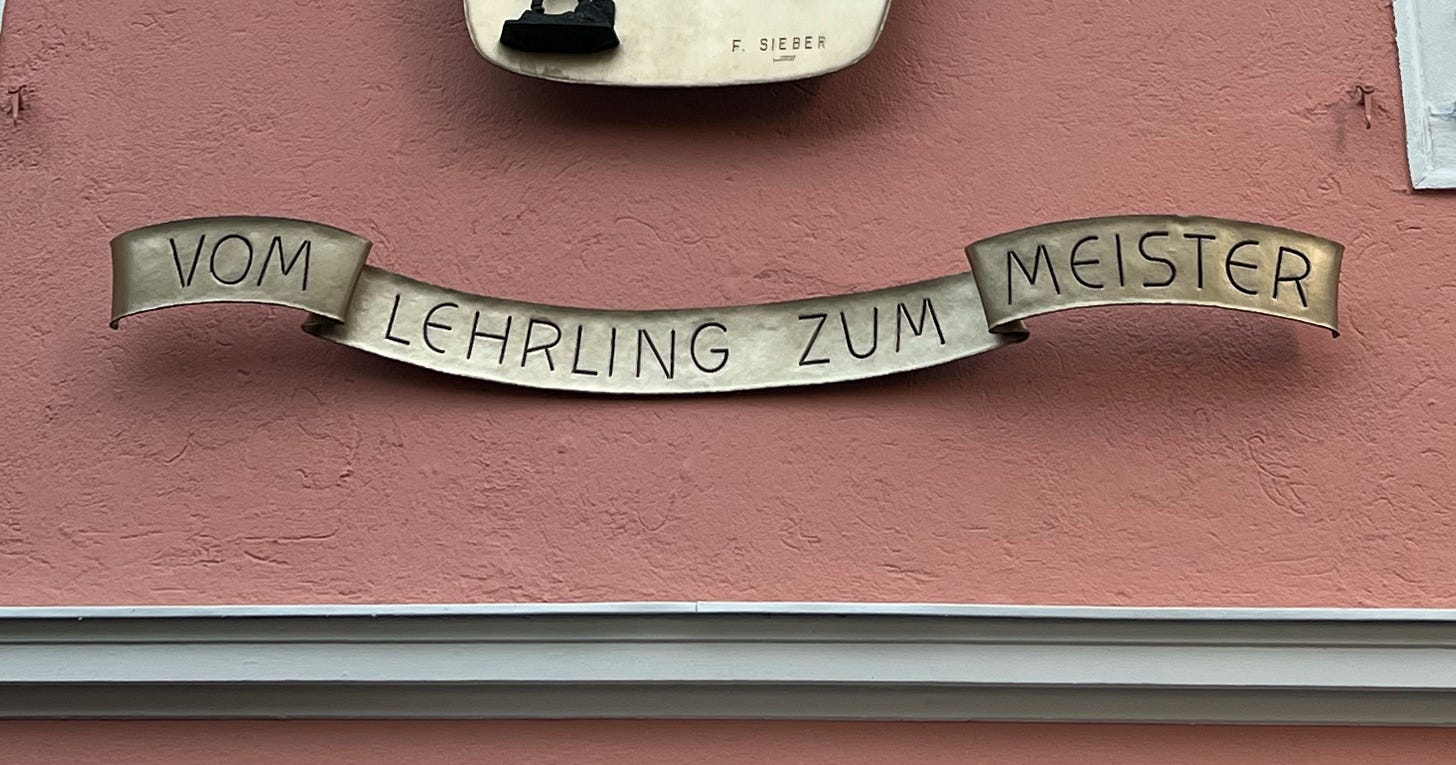 F. SIEBER
VOM LEHRLING ZUM MEISTER